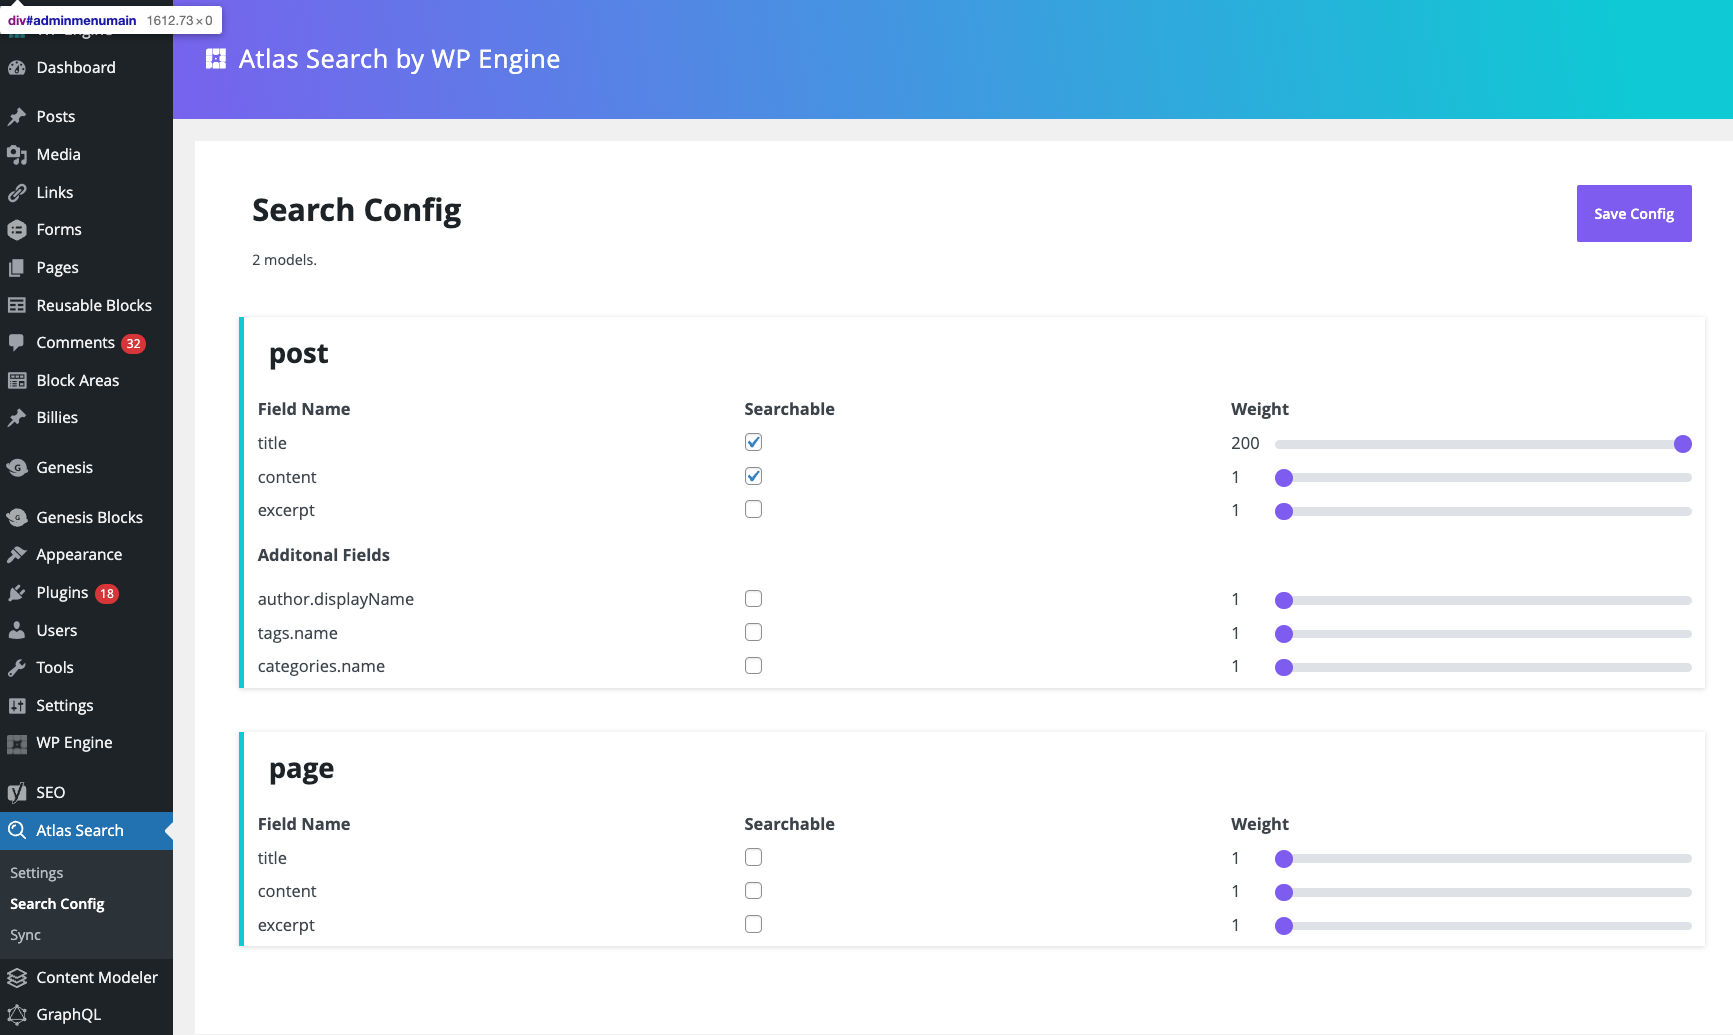 div#adminmenumain 1612.73×0
WP Engine
Dashboard
Posts
Media
Links
Forms
Pages
Reusable Blocks
Comments 32
Block Areas
Billies
Genesis
Genesis Blocks
Appearance
Plugins 18
Users
Tools
Settings
WP Engine
SEO
Atlas Search
Settings
Search Config
Sync
Content Modeler
GraphQL
Atlas Search by WP Engine
Search Config
Save Config
2 models.
post
Field Name Searchable Weight
title 200
content 1
excerpt 1
Additonal Fields
author.displayName 1
tags.name 1
categories.name 1
page
Field Name Searchable Weight
title 1
content 1
excerpt 1